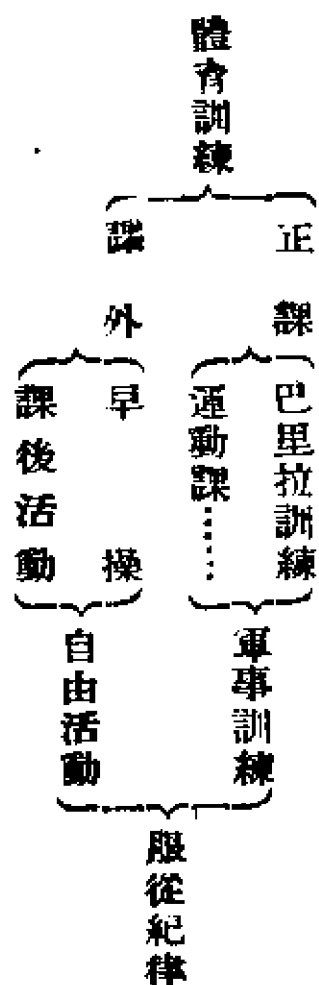 體育訓練
正課
課外
巴里拉訓練
運動課……
早操
課後活動
軍事訓練
自由活動
服從紀律